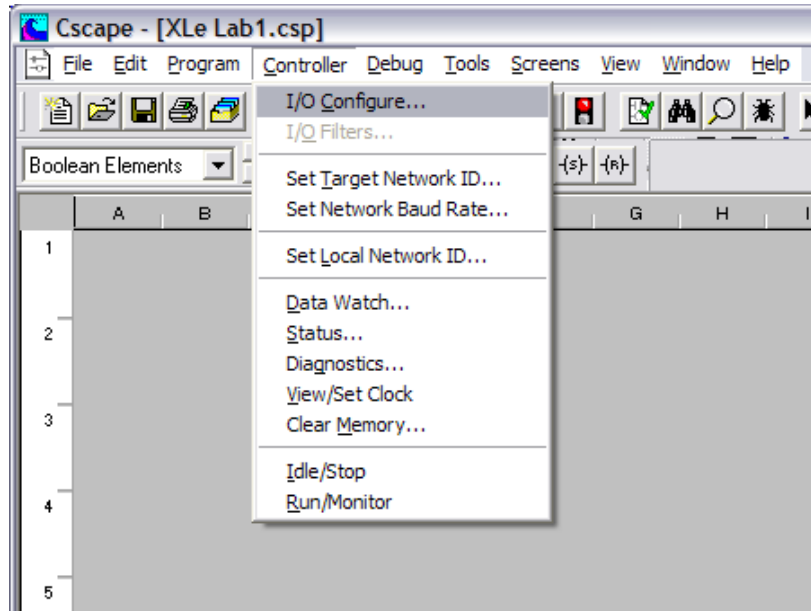 Cscape - [XLe Lab1.csp]
File Edit Program Controller Debug Tools Screens View Window Help
I/O Configure...
I/O Filters...
Boolean Elements
(S) (R)
Set Target Network ID...
Set Network Baud Rate...
A B G H I
Set Local Network ID...
1
Data Watch...
2
Status...
Diagnostics...
View/Set Clock
3
Clear Memory...
Idle/Stop
4
Run/Monitor
5